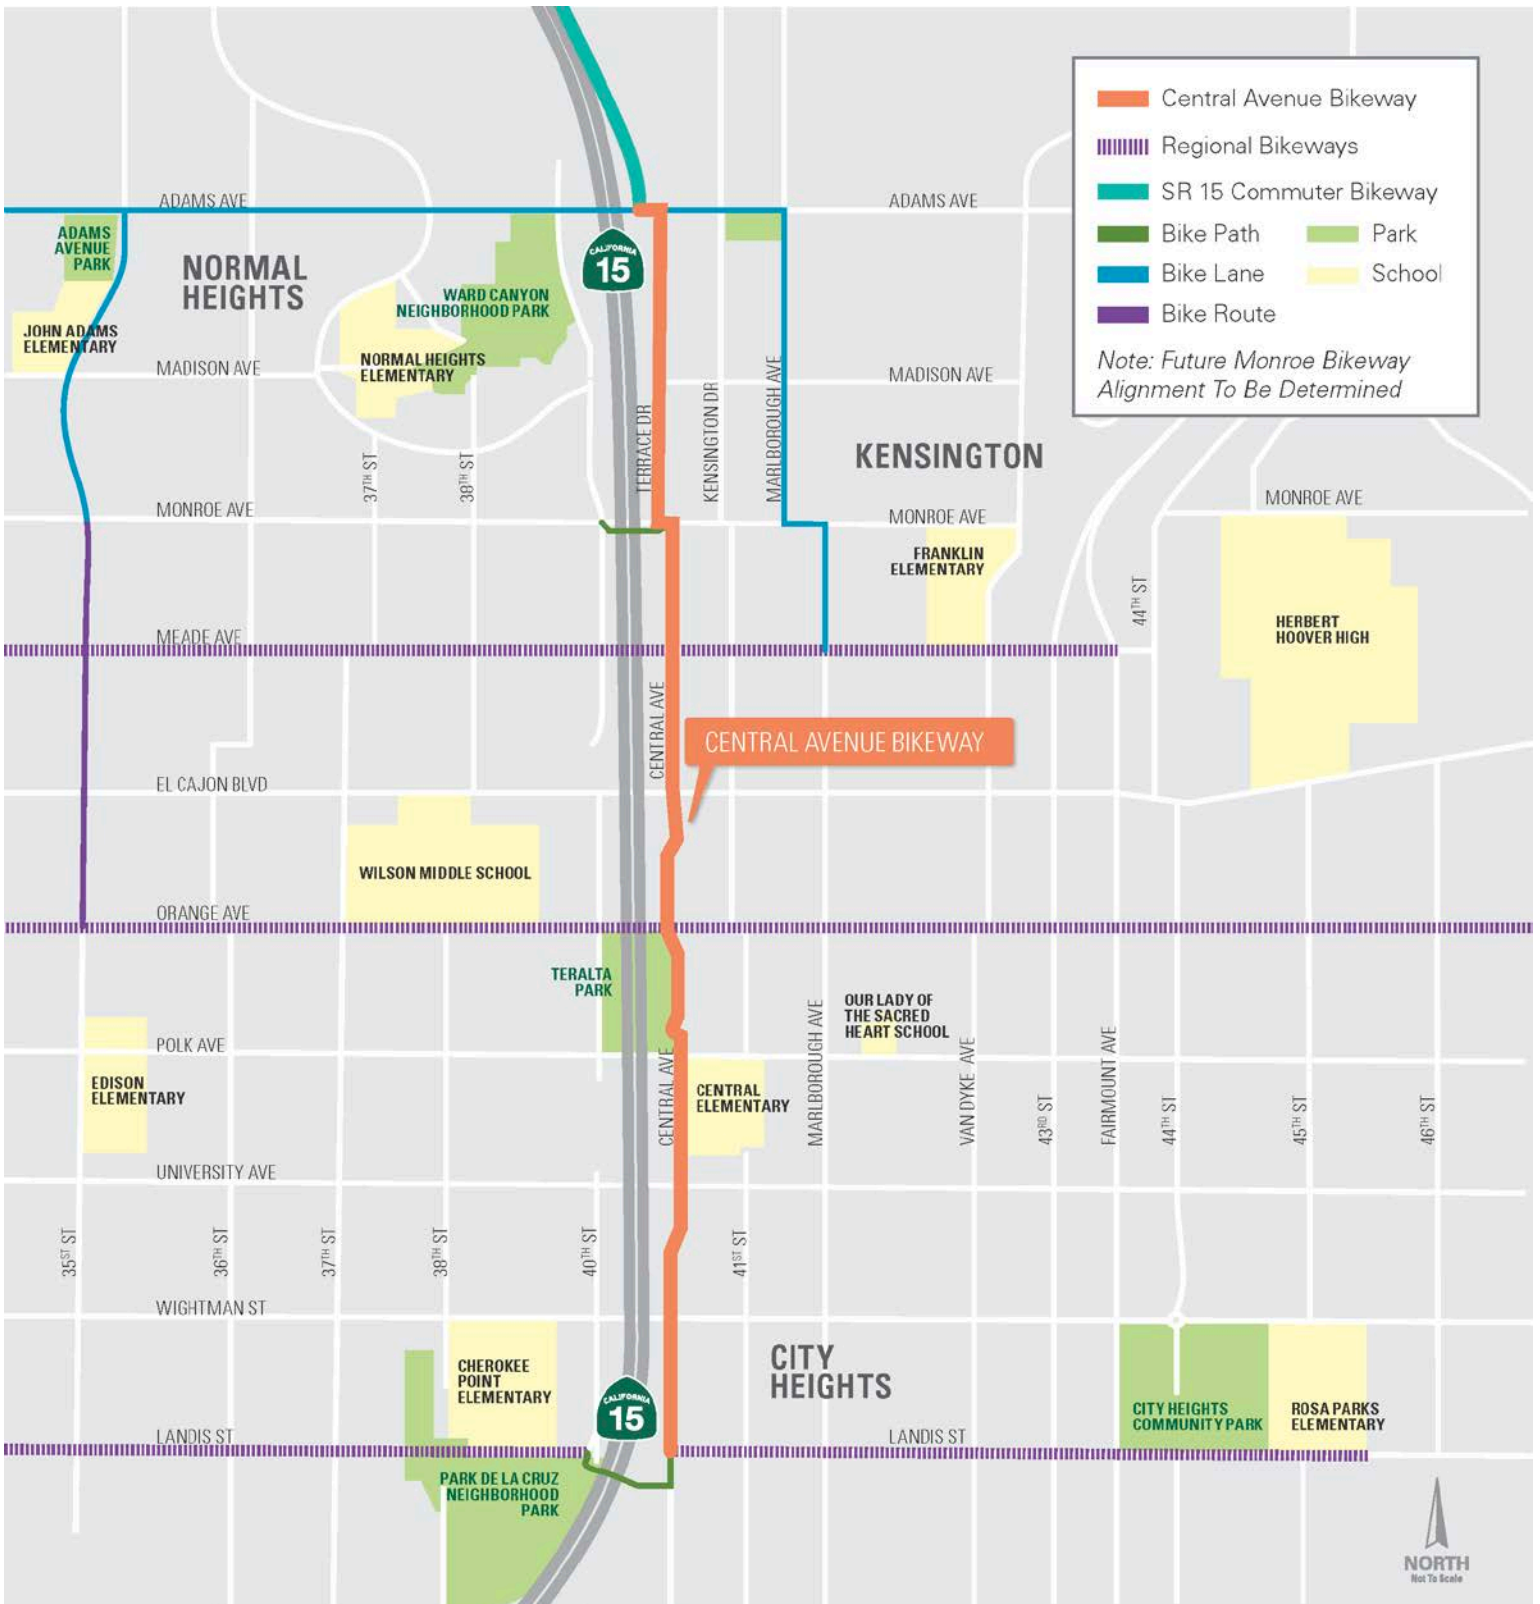 Central Avenue Bikeway
Regional Bikeways
SR 15 Commuter Bikeway
Bike Path
Park
Bike Lane
School
Bike Route
Note: Future Monroe Bikeway
Alignment To Be Determined
ADAMS AVE
ADAMS AVE
ADAMS
AVENUE
PARK
NORMAL
HEIGHTS
CALIFORNIA
15
WARD CANYON
NEIGHBORHOOD PARK
JOHN ADAMS
ELEMENTARY
NORMAL HEIGHTS
ELEMENTARY
MADISON AVE
MADISON AVE
TERRACE DR
KENSINGTON DR
MARLBOROUGH AVE
KENSINGTON
37TH ST
38TH ST
MONROE AVE
MONROE AVE
MONROE AVE
FRANKLIN
ELEMENTARY
44TH ST
HERBERT
HOOVER HIGH
MEADE AVE
CENTRAL AVE
CENTRAL AVENUE BIKEWAY
EL CAJON BLVD
WILSON MIDDLE SCHOOL
ORANGE AVE
TERALTA
PARK
OUR LADY OF
THE SACRED
HEART SCHOOL
POLK AVE
EDISON
ELEMENTARY
CENTRAL AVE
CENTRAL
ELEMENTARY
MARLBOROUGH AVE
VAN DYKE AVE
43RD ST
FAIRMOUNT AVE
44TH ST
45TH ST
46TH ST
UNIVERSITY AVE
35ST ST
36TH ST
37TH ST
38TH ST
40TH ST
41ST ST
WIGHTMAN ST
CHEROKEE
POINT
ELEMENTARY
CALIFORNIA
15
CITY
HEIGHTS
CITY HEIGHTS
COMMUNITY PARK
ROSA PARKS
ELEMENTARY
LANDIS ST
LANDIS ST
PARK DE LA CRUZ
NEIGHBORHOOD
PARK
NORTH
Not To Scale